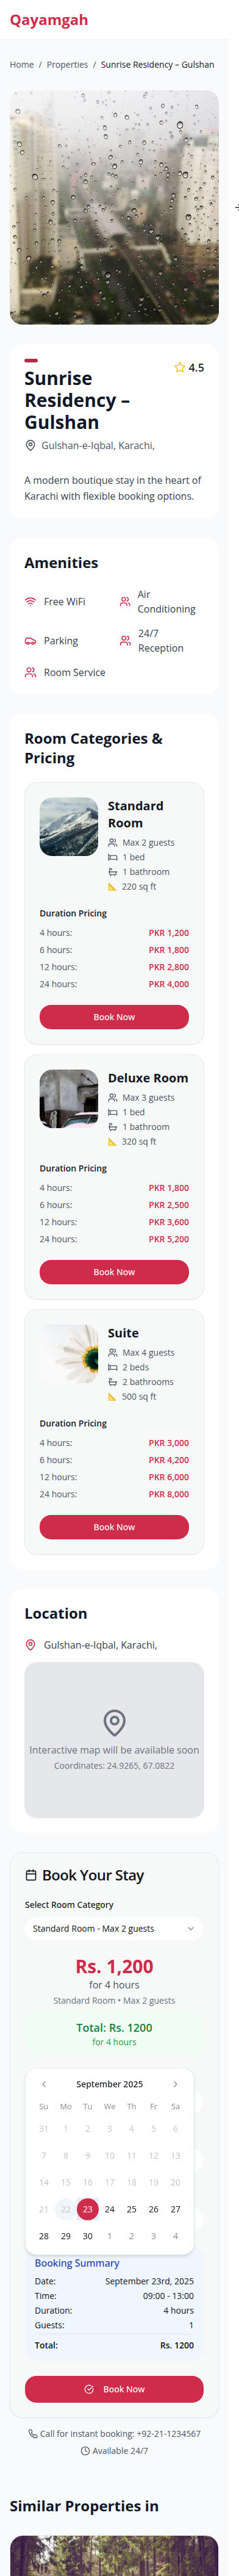 Qayamgah
Home / Properties / Sunrise Residency – Gulshan
Sunrise
Residency –
Gulshan
4.5
Gulshan-e-Iqbal, Karachi,
A modern boutique stay in the heart of
Karachi with flexible booking options.
Amenities
Free WiFi
Air
Conditioning
Parking
24/7
Reception
Room Service
Room Categories &
Pricing
Standard
Room
Max 2 guests
1 bed
1 bathroom
220 sq ft
Duration Pricing
4 hours: PKR 1,200
6 hours: PKR 1,800
12 hours: PKR 2,800
24 hours: PKR 4,000
Book Now
Deluxe Room
Max 3 guests
1 bed
1 bathroom
320 sq ft
Duration Pricing
4 hours: PKR 1,800
6 hours: PKR 2,500
12 hours: PKR 3,600
24 hours: PKR 5,200
Book Now
Suite
Max 4 guests
2 beds
2 bathrooms
500 sq ft
Duration Pricing
4 hours: PKR 3,000
6 hours: PKR 4,200
12 hours: PKR 6,000
24 hours: PKR 8,000
Book Now
Location
Gulshan-e-Iqbal, Karachi,
Interactive map will be available soon
Coordinates: 24.9265, 67.0822
Book Your Stay
Select Room Category
Standard Room - Max 2 guests
Rs. 1,200
for 4 hours
Standard Room • Max 2 guests
Total: Rs. 1200
for 4 hours
September 2025
Su Mo Tu We Th Fr Sa
31 1 2 3 4 5 6
7 8 9 10 11 12 13
14 15 16 17 18 19 20
21 22 23 24 25 26 27
28 29 30 1 2 3 4
Booking Summary
Date: September 23rd, 2025
Time: 09:00 - 13:00
Duration: 4 hours
Guests: 1
Total: Rs. 1200
Book Now
Call for instant booking: +92-21-1234567
Available 24/7
Similar Properties in